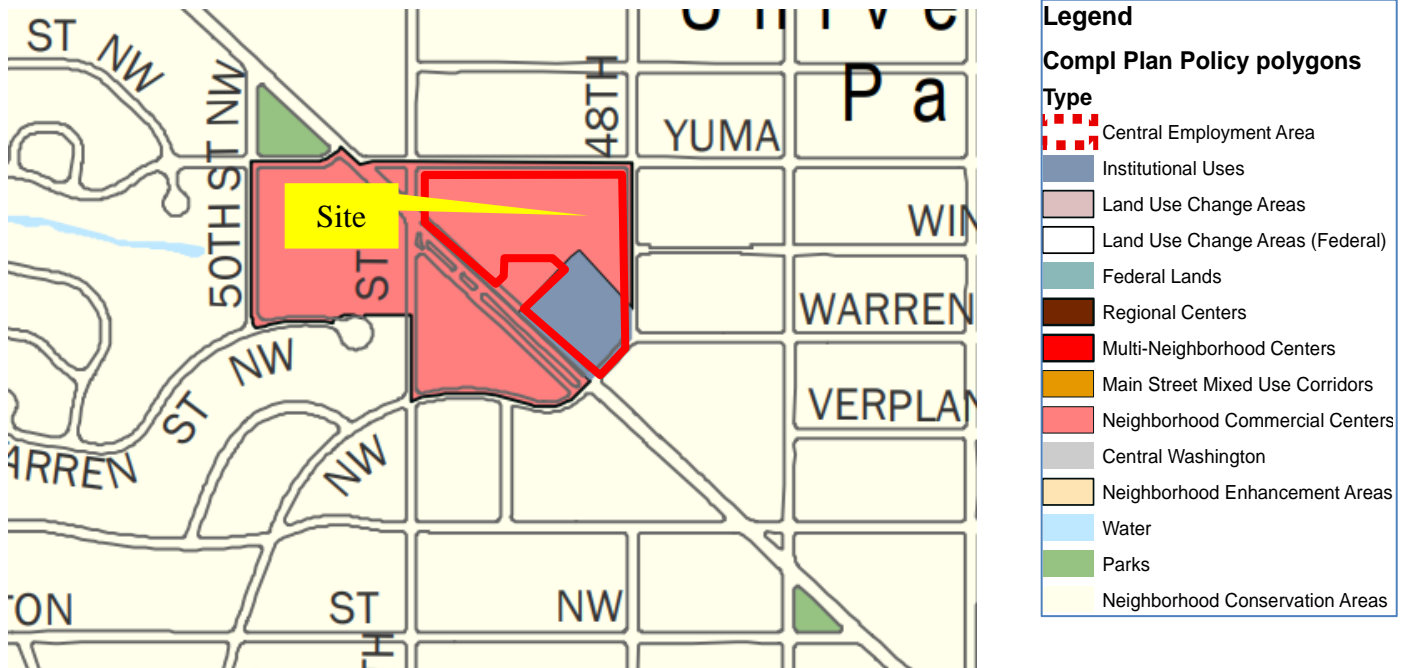 ST NW
50TH ST NW
48TH
YUMA
Pa
WIN
Site
ST
WARREN
NW
ST
VERPLAN
ARREN
NW
ON
ST
NW
TH
Legend
Compl Plan Policy polygons
Type
Central Employment Area
Institutional Uses
Land Use Change Areas
Land Use Change Areas (Federal)
Federal Lands
Regional Centers
Multi-Neighborhood Centers
Main Street Mixed Use Corridors
Neighborhood Commercial Centers
Central Washington
Neighborhood Enhancement Areas
Water
Parks
Neighborhood Conservation Areas